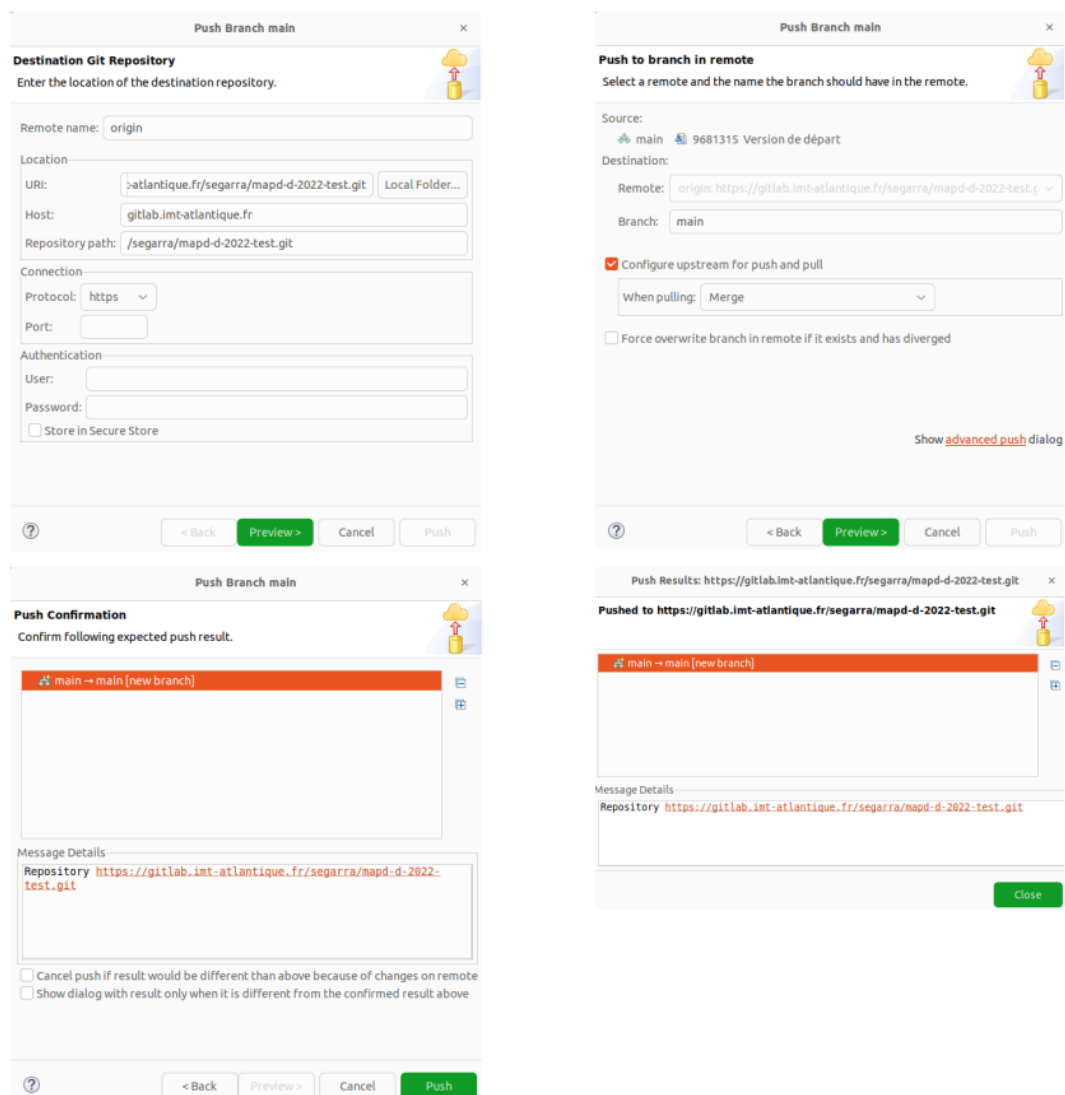 Push Branch main ×
Destination Git Repository
Enter the location of the destination repository.
Remote name: origin
Location
URI: :-atlantique.fr/segarra/mapd-d-2022-test.git Local Folder...
Host: gitlab.imt-atlantique.fr
Repository path: /segarra/mapd-d-2022-test.git
Connection
Protocol: https
Port:
Authentication
User:
Password:
Store in Secure Store
? < Back Preview > Cancel Push
Push Branch main ×
Push to branch in remote
Select a remote and the name the branch should have in the remote.
Source:
main 9681315 Version de départ
Destination:
Remote: origin: https://gitlab.imt-atlantique.fr/segarra/mapd-d-2022-test.g
Branch: main
Configure upstream for push and pull
When pulling: Merge
Force overwrite branch in remote if it exists and has diverged
Show advanced push dialog
? < Back Preview > Cancel Push
Push Branch main ×
Push Confirmation
Confirm following expected push result.
main → main [new branch]
Message Details
Repository https://gitlab.imt-atlantique.fr/segarra/mapd-d-2022-
test.git
Cancel push if result would be different than above because of changes on remote
Show dialog with result only when it is different from the confirmed result above
? < Back Preview > Cancel Push
Push Results: https://gitlab.imt-atlantique.fr/segarra/mapd-d-2022-test.git ×
Pushed to https://gitlab.imt-atlantique.fr/segarra/mapd-d-2022-test.git
main → main [new branch]
Message Details
Repository https://gitlab.imt-atlantique.fr/segarra/mapd-d-2022-test.git
Close